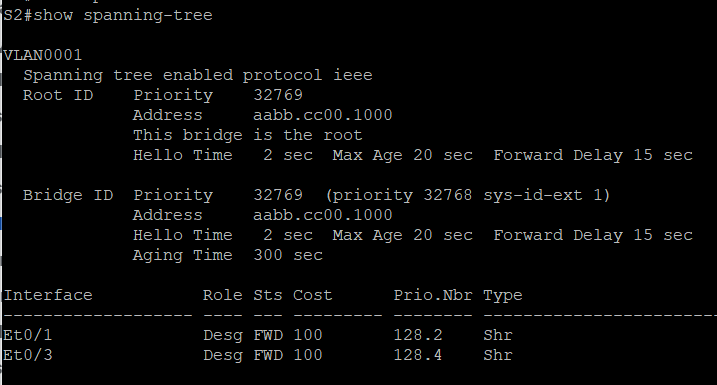 S2#show spanning-tree
VLAN0001
  Spanning tree enabled protocol ieee
  Root ID    Priority    32769
             Address     aabb.cc00.1000
             This bridge is the root
             Hello Time   2 sec  Max Age 20 sec  Forward Delay 15 sec
  Bridge ID  Priority    32769  (priority 32768 sys-id-ext 1)
             Address     aabb.cc00.1000
             Hello Time   2 sec  Max Age 20 sec  Forward Delay 15 sec
             Aging Time  300 sec
Interface           Role Sts Cost      Prio.Nbr Type
------------------- ---- --- --------- -------- ------------------------
Et0/1               Desg FWD 100       128.2    Shr
Et0/3               Desg FWD 100       128.4    Shr